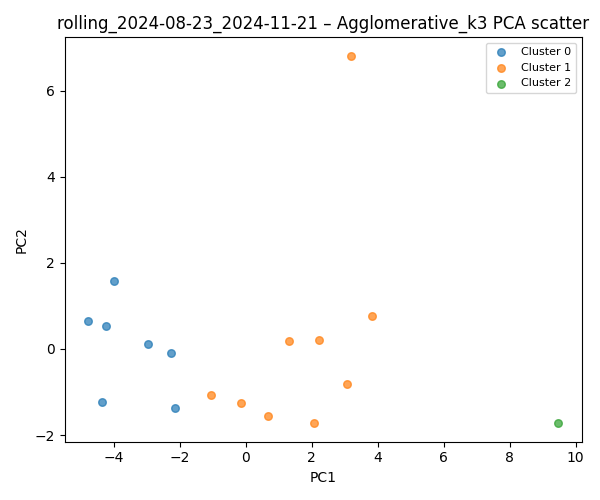 rolling_2024-08-23_2024-11-21 – Agglomerative_k3 PCA scatter
Cluster 0
Cluster 1
Cluster 2
PC2
6
4
2
0
−2
−4
−2
0
2
4
6
8
10
PC1